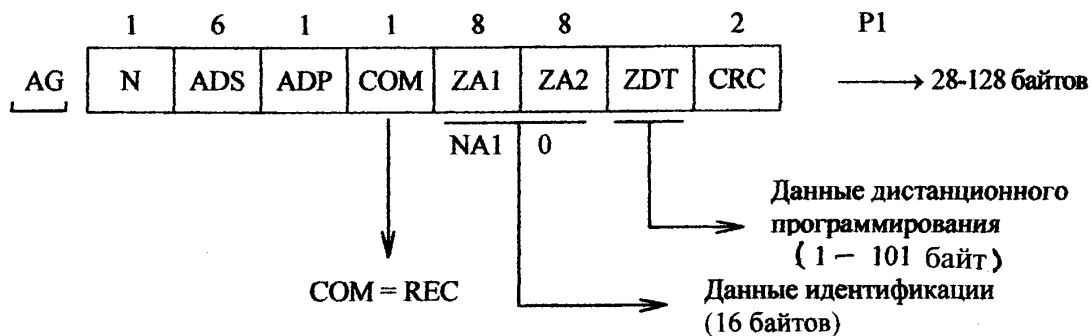 1 6 1 1 8 8 2 P1
AG N ADS ADP COM ZA1 ZA2 ZDT CRC 28-128 байтов
NA1 0
Данные дистанционного
программирования
( 1 — 101 байт)
COM = REC
Данные идентификации
(16 байтов)